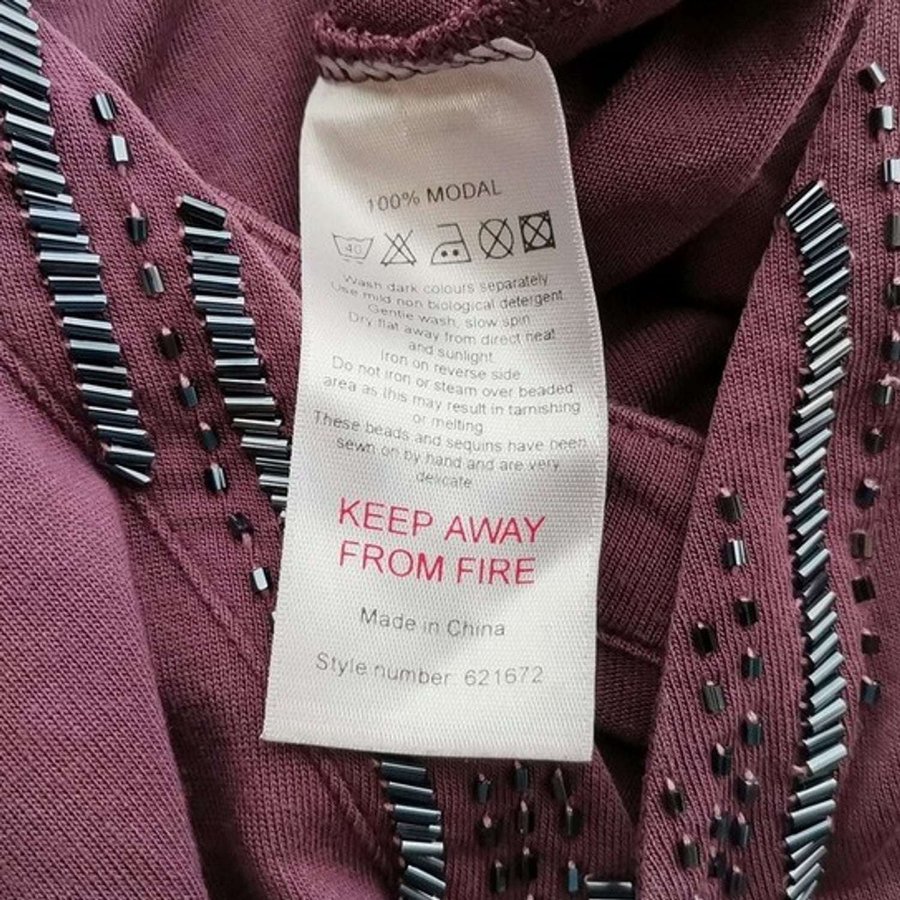 100% MODAL
40
Wash dark colours separately
Use mild non biological detergent
Gentle wash, slow spin
Dry flat away from direct heat
and sunlight
Iron on reverse side
Do not iron or steam over beaded
area as this may result in tarnishing
or melting
These beads and sequins have been
sewn on by hand and are very
delicate
KEEP AWAY
FROM FIRE
Made in China
Style number 621672